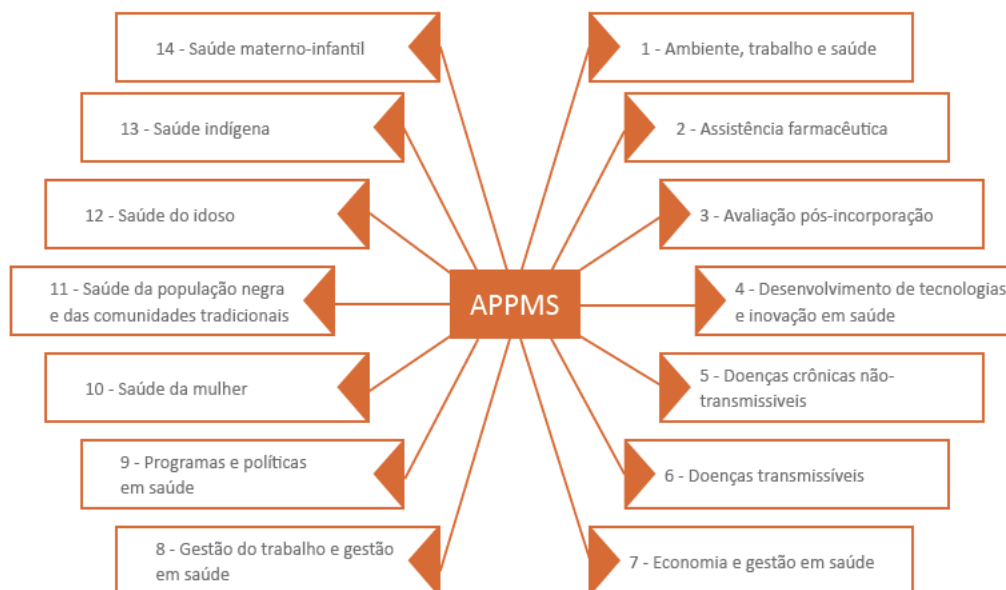 14 - Saúde materno-infantil
1 - Ambiente, trabalho e saúde
13 - Saúde indígena
2 - Assistência farmacêutica
12 - Saúde do idoso
3 - Avaliação pós-incorporação
11 - Saúde da população negra
e das comunidades tradicionais
APPMS
4 - Desenvolvimento de tecnologias
e inovação em saúde
10 - Saúde da mulher
5 - Doenças crônicas não-
transmissiveis
9 - Programas e políticas
em saúde
6 - Doenças transmissíveis
8 - Gestão do trabalho e gestão
em saúde
7 - Economia e gestão em saúde